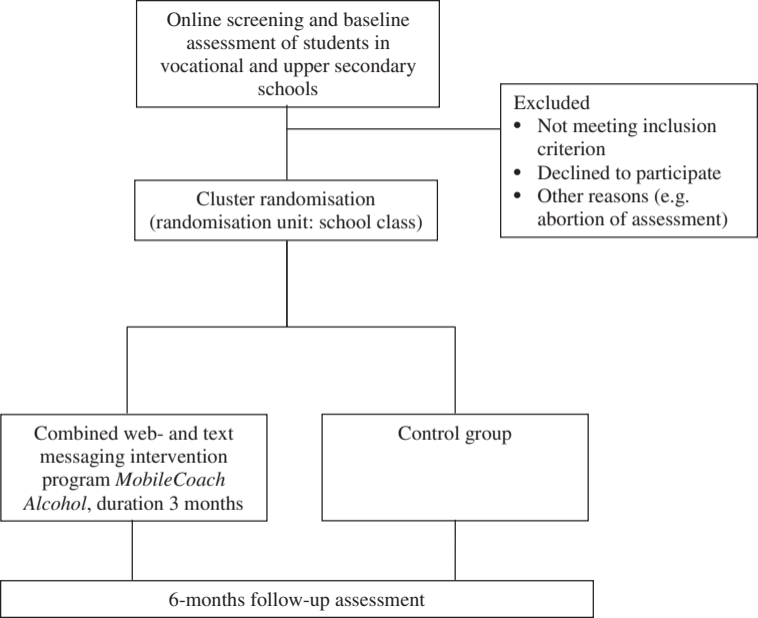 Online screening and baseline
assessment of students in
vocational and upper secondary
schools
Excluded
• Not meeting inclusion
criterion
• Declined to participate
• Other reasons (e.g.
abortion of assessment)
Cluster randomisation
(randomisation unit: school class)
Combined web- and text
messaging intervention
program MobileCoach
Alcohol, duration 3 months
Control group
6-months follow-up assessment